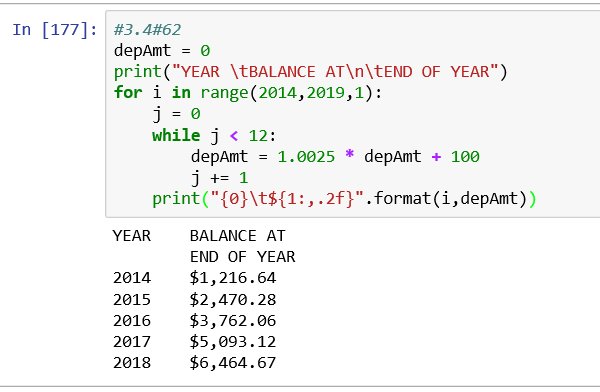 In [177]: #3.4#62
depAmt = 0
print("YEAR \tBALANCE AT\n\tEND OF YEAR")
for i in range(2014,2019,1):
    j = 0
    while j < 12:
        depAmt = 1.0025 * depAmt + 100
        j += 1
    print("{0}\t${1:,.2f}".format(i,depAmt))
YEAR    BALANCE AT
        END OF YEAR
2014    $1,216.64
2015    $2,470.28
2016    $3,762.06
2017    $5,093.12
2018    $6,464.67